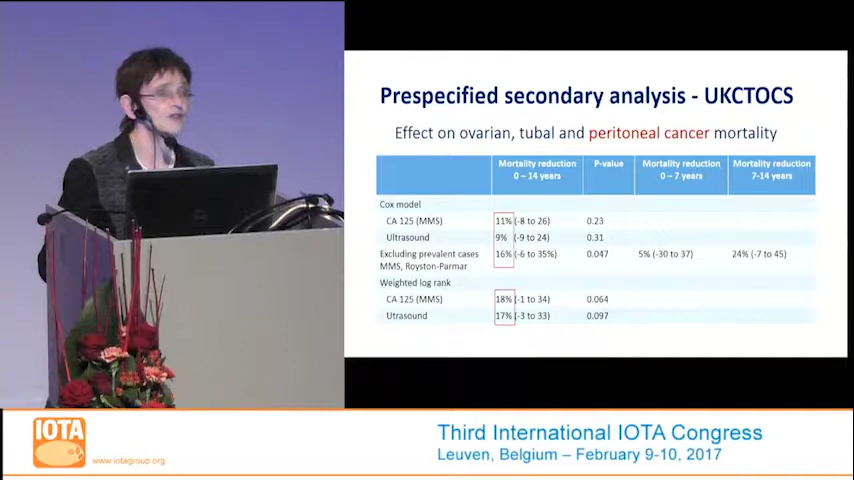 Prespecified secondary analysis - UKCTOCS
Effect on ovarian, tubal and peritoneal cancer mortality
Mortality reduction 0 – 14 years P-value Mortality reduction 0 – 7 years Mortality reduction 7-14 years
Cox model
CA 125 (MMS) 11% (-8 to 26) 0.23
Ultrasound 9% (-9 to 24) 0.31
Excluding prevalent cases MMS, Royston-Parmar 16% (-6 to 35%) 0.047 5% (-30 to 37) 24% (-7 to 45)
Weighted log rank
CA 125 (MMS) 18% (-1 to 34) 0.064
Utrasound 17% (-3 to 33) 0.097
IOTA
www.iotagroup.org
Third International IOTA Congress
Leuven, Belgium – February 9-10, 2017